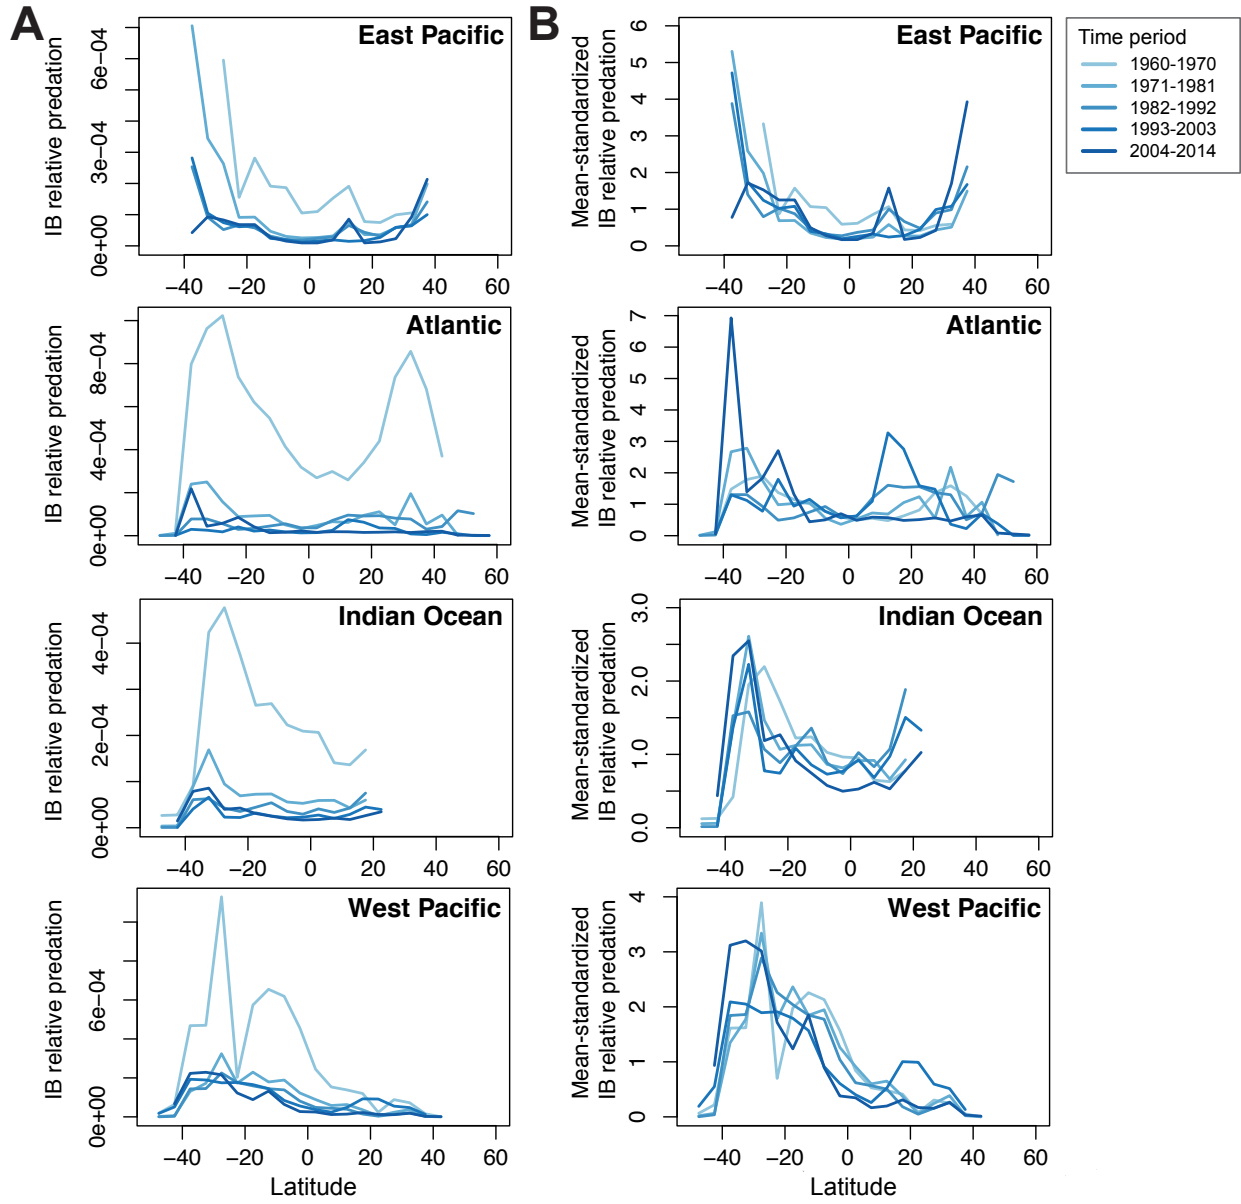 A
B
East Pacific
IB relative predation
0e+00
3e−04
6e−04
−40
−20
0
20
40
60
East Pacific
Mean-standardized
IB relative predation
0
1
2
3
4
5
6
−40
−20
0
20
40
60
Time period
1960-1970
1971-1981
1982-1992
1993-2003
2004-2014
Atlantic
IB relative predation
0e+00
4e−04
8e−04
−40
−20
0
20
40
60
Atlantic
Mean-standardized
IB relative predation
0
1
2
3
4
5
6
7
−40
−20
0
20
40
60
Indian Ocean
IB relative predation
0e+00
2e−04
4e−04
−40
−20
0
20
40
60
Indian Ocean
Mean-standardized
IB relative predation
0.0
1.0
2.0
3.0
−40
−20
0
20
40
60
West Pacific
IB relative predation
0e+00
6e−04
−40
−20
0
20
40
60
Latitude
West Pacific
Mean-standardized
IB relative predation
0
1
2
3
4
−40
−20
0
20
40
60
Latitude